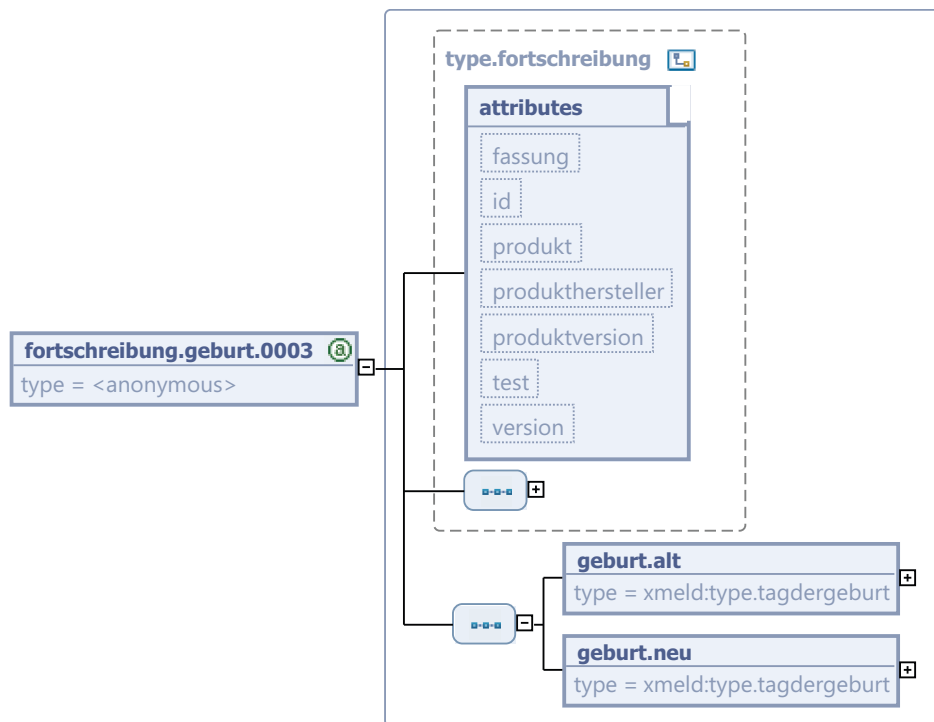 type.fortschreibung
attributes
fassung
id
produkt
produkthersteller
produktversion
test
version
fortschreibung.geburt.0003 a
type = <anonymous>
geburt.alt
type = xmeld:type.tagdergeburt
geburt.neu
type = xmeld:type.tagdergeburt